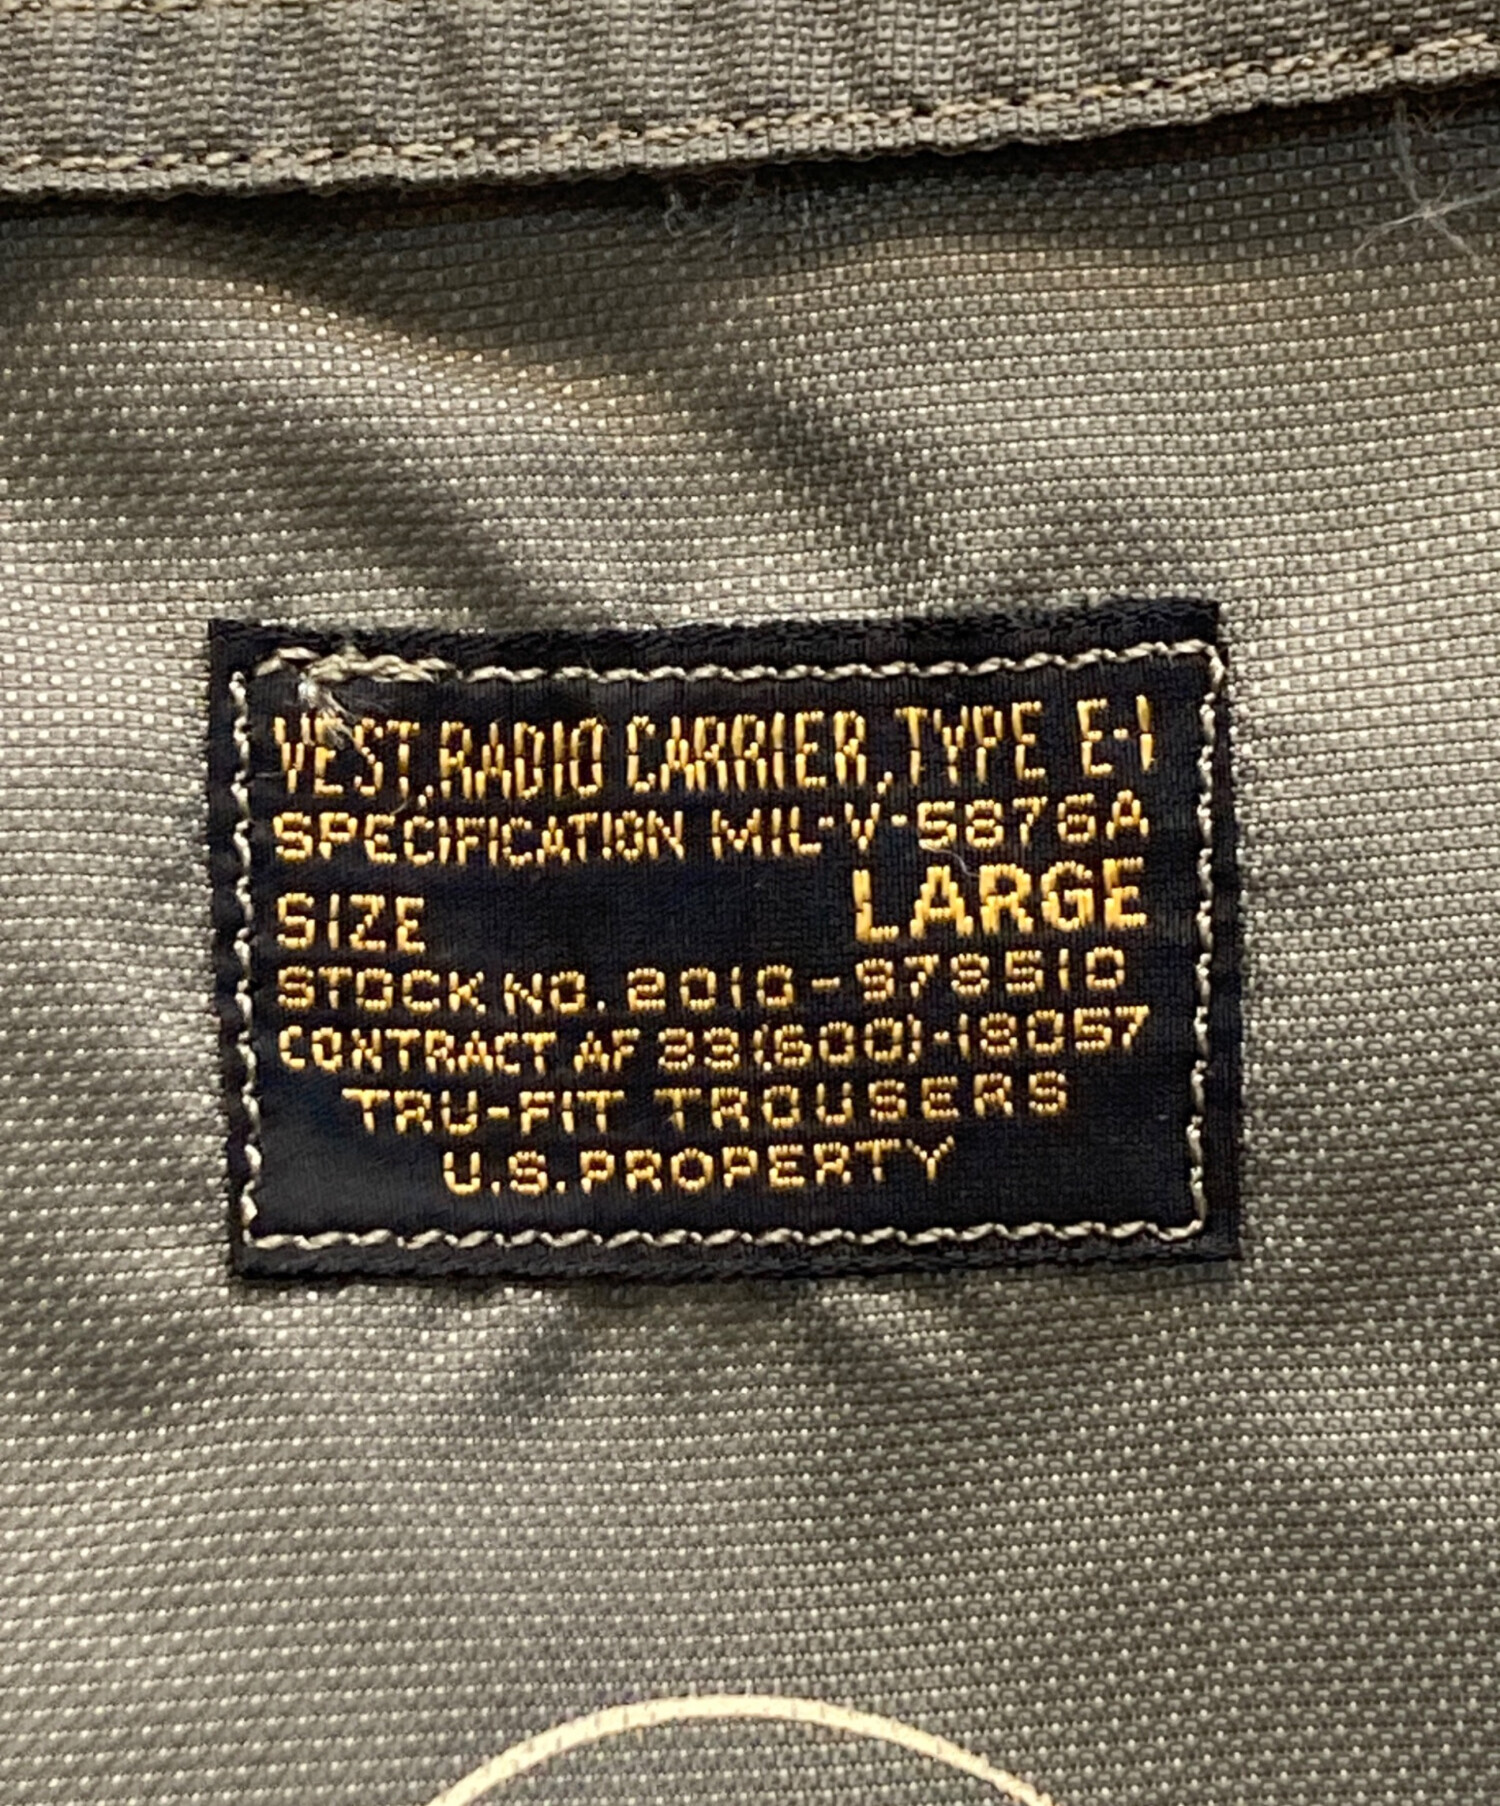 VEST, RADIO CARRIER, TYPE E-1
SPECIFICATION MIL-V-5876A
SIZE LARGE
STOCK NO. 2010-978510
CONTRACT AF 33(600)-18057
TRU-FIT TROUSERS
U.S. PROPERTY